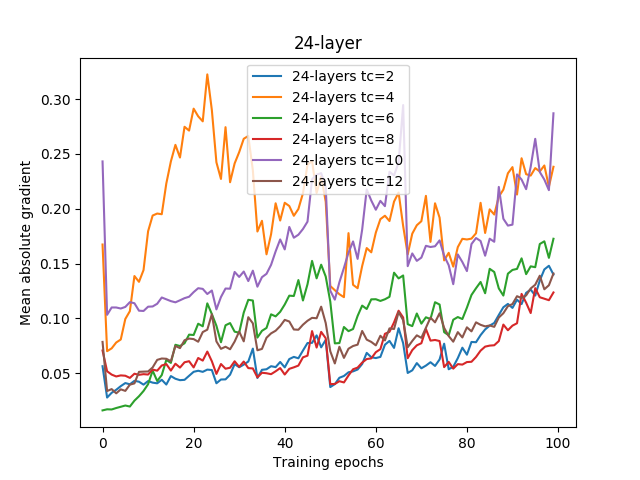 24-layer
24-layers tc=2
24-layers tc=4
24-layers tc=6
24-layers tc=8
24-layers tc=10
24-layers tc=12
Mean absolute gradient
0.30
0.25
0.20
0.15
0.10
0.05
0 20 40 60 80 100
Training epochs